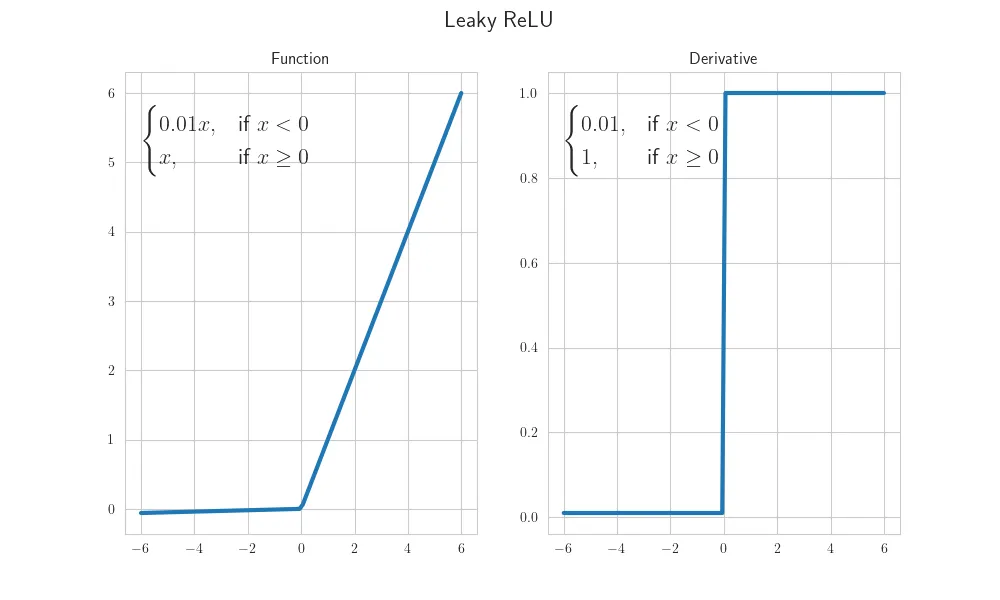 Leaky ReLU
Function
6
5
4
3
2
1
0
−6 −4 −2 0 2 4 6
0.01x, if x < 0
x, if x ≥ 0
Derivative
1.0
0.8
0.6
0.4
0.2
0.0
−6 −4 −2 0 2 4 6
0.01, if x < 0
1, if x ≥ 0